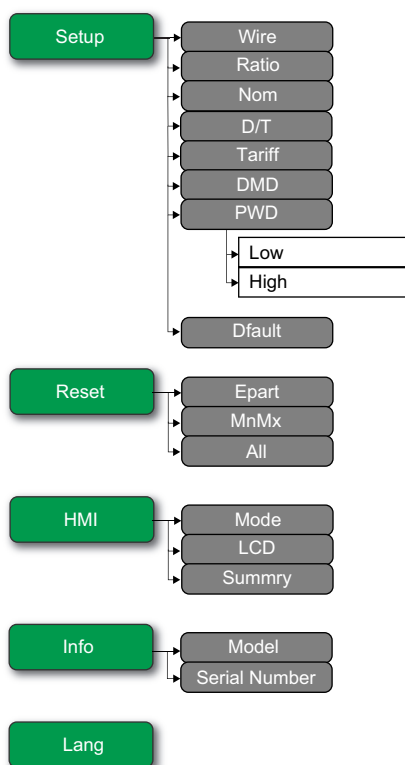 Setup
Wire
Ratio
Nom
D/T
Tariff
DMD
PWD
Low
High
Dfault
Reset
Epart
MnMx
All
HMI
Mode
LCD
Summry
Info
Model
Serial Number
Lang